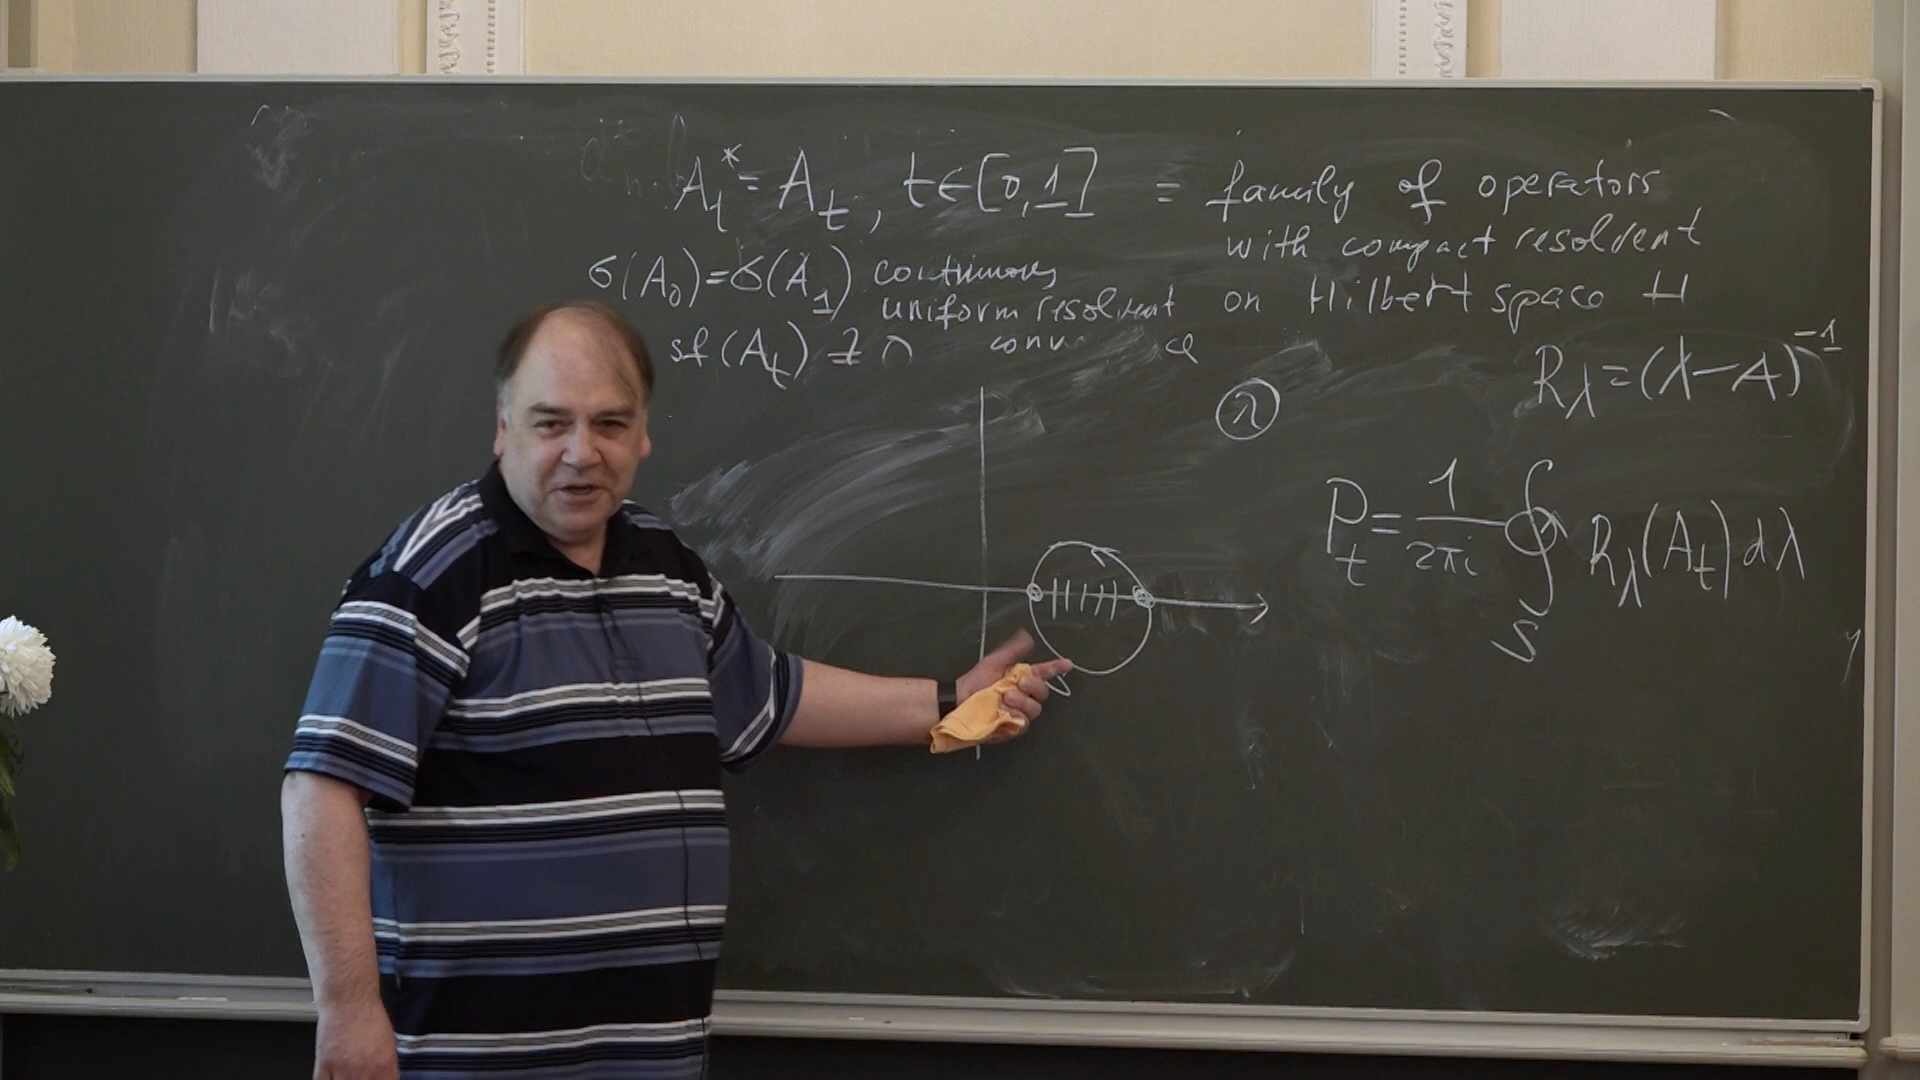 A_t^* = A_t, t∈[0,1] = family of operators
with compact resolvent
on Hilbert space H
σ(A_0)=σ(A_1) continuous
uniform resolvent
sf(A_t) ≠
λ
R_λ=(λ-A)^{-1}
P_t = \frac{1}{2πi} ∮_S R_λ(A_t)dλ